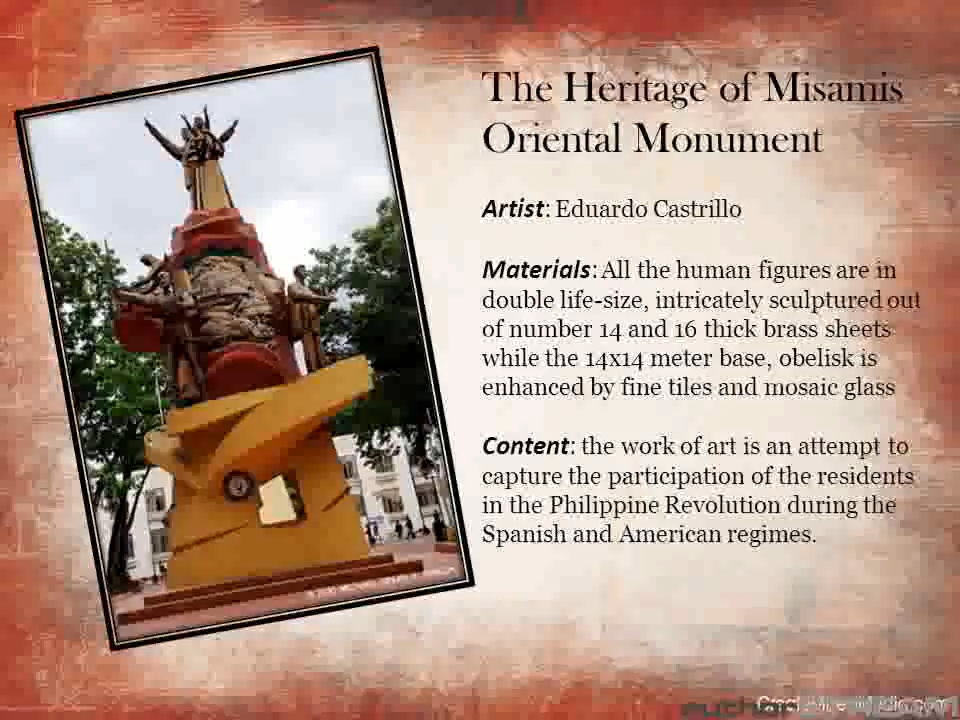 The Heritage of Misamis
Oriental Monument
Artist: Eduardo Castrillo
Materials: All the human figures are in
double life-size, intricately sculptured out
of number 14 and 16 thick brass sheets
while the 14x14 meter base, obelisk is
enhanced by fine tiles and mosaic glass
Content: the work of art is an attempt to
capture the participation of the residents
in the Philippine Revolution during the
Spanish and American regimes.